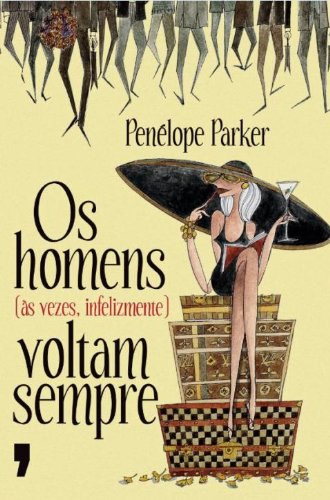 Penélope Parker
Os
homens
(às vezes, infelizmente)
voltam
sempre